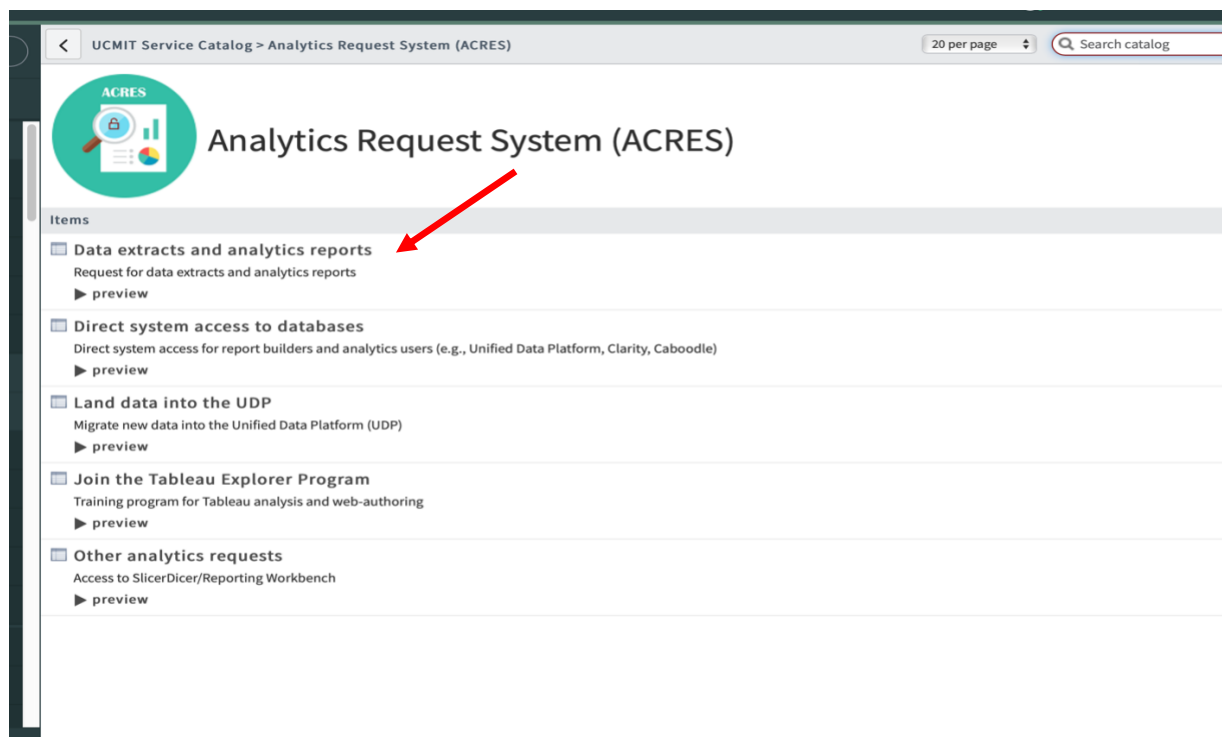 UCMIT Service Catalog > Analytics Request System (ACRES)
20 per page
Search catalog
ACRES
Analytics Request System (ACRES)
Items
Data extracts and analytics reports
Request for data extracts and analytics reports
▶ preview
Direct system access to databases
Direct system access for report builders and analytics users (e.g., Unified Data Platform, Clarity, Caboodle)
▶ preview
Land data into the UDP
Migrate new data into the Unified Data Platform (UDP)
▶ preview
Join the Tableau Explorer Program
Training program for Tableau analysis and web-authoring
▶ preview
Other analytics requests
Access to SlicerDicer/Reporting Workbench
▶ preview